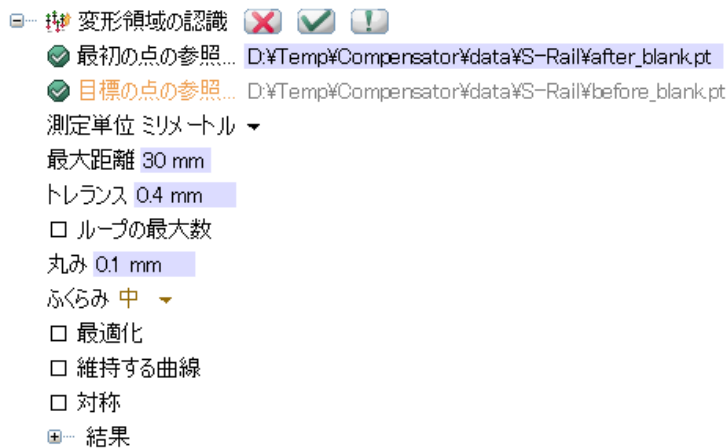 変形領域の認識
最初の点の参照... D:¥Temp¥Compensator¥data¥S-Rail¥after_blank.pt
目標の点の参照... D:¥Temp¥Compensator¥data¥S-Rail¥before_blank.pt
測定単位 ミリメートル
最大距離 30 mm
トレランス 0.4 mm
ループの最大数
丸み 0.1 mm
ふくらみ 中
最適化
維持する曲線
対称
結果